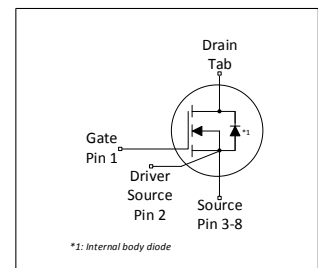 Drain
Tab
*1
Gate
Pin 1
Driver
Source
Pin 2
Source
Pin 3-8
*1: Internal body diode